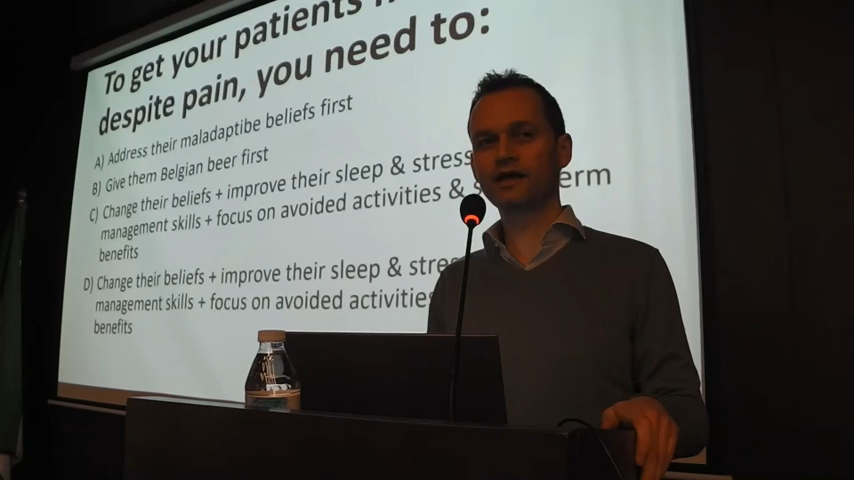 To get your patients
despite pain, you need to:
A) Address their maladaptibe beliefs first
B) Give them Belgian beer first
C) Change their beliefs + improve their sleep & stress
management skills + focus on avoided activities &
benefits
D) Change their beliefs + improve their sleep &
management skills + focus on avoided activities
benefits